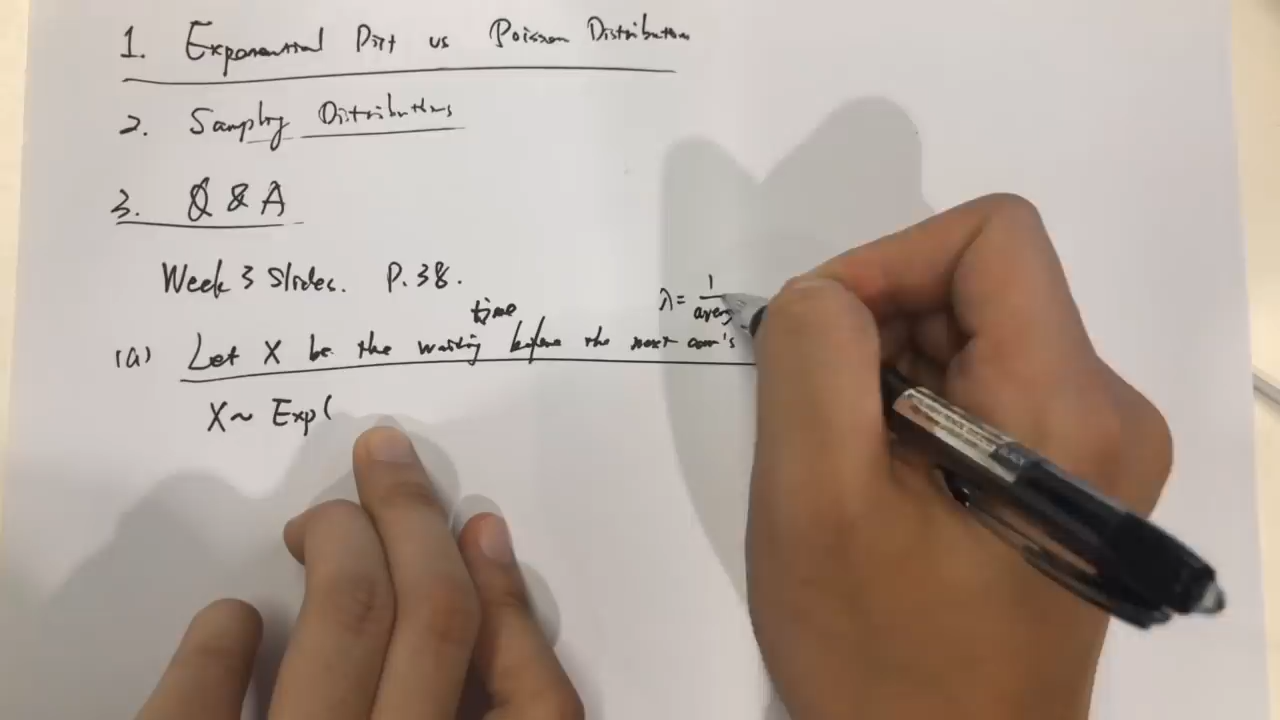 1. Exponential Dist vs Poisson Distribution
2. Sampling Distributions
3. Q & A
Week 3 Slides. P.38.
time
λ = 1
aver
(a) Let X be the waiting before the next
X ~ Exp(